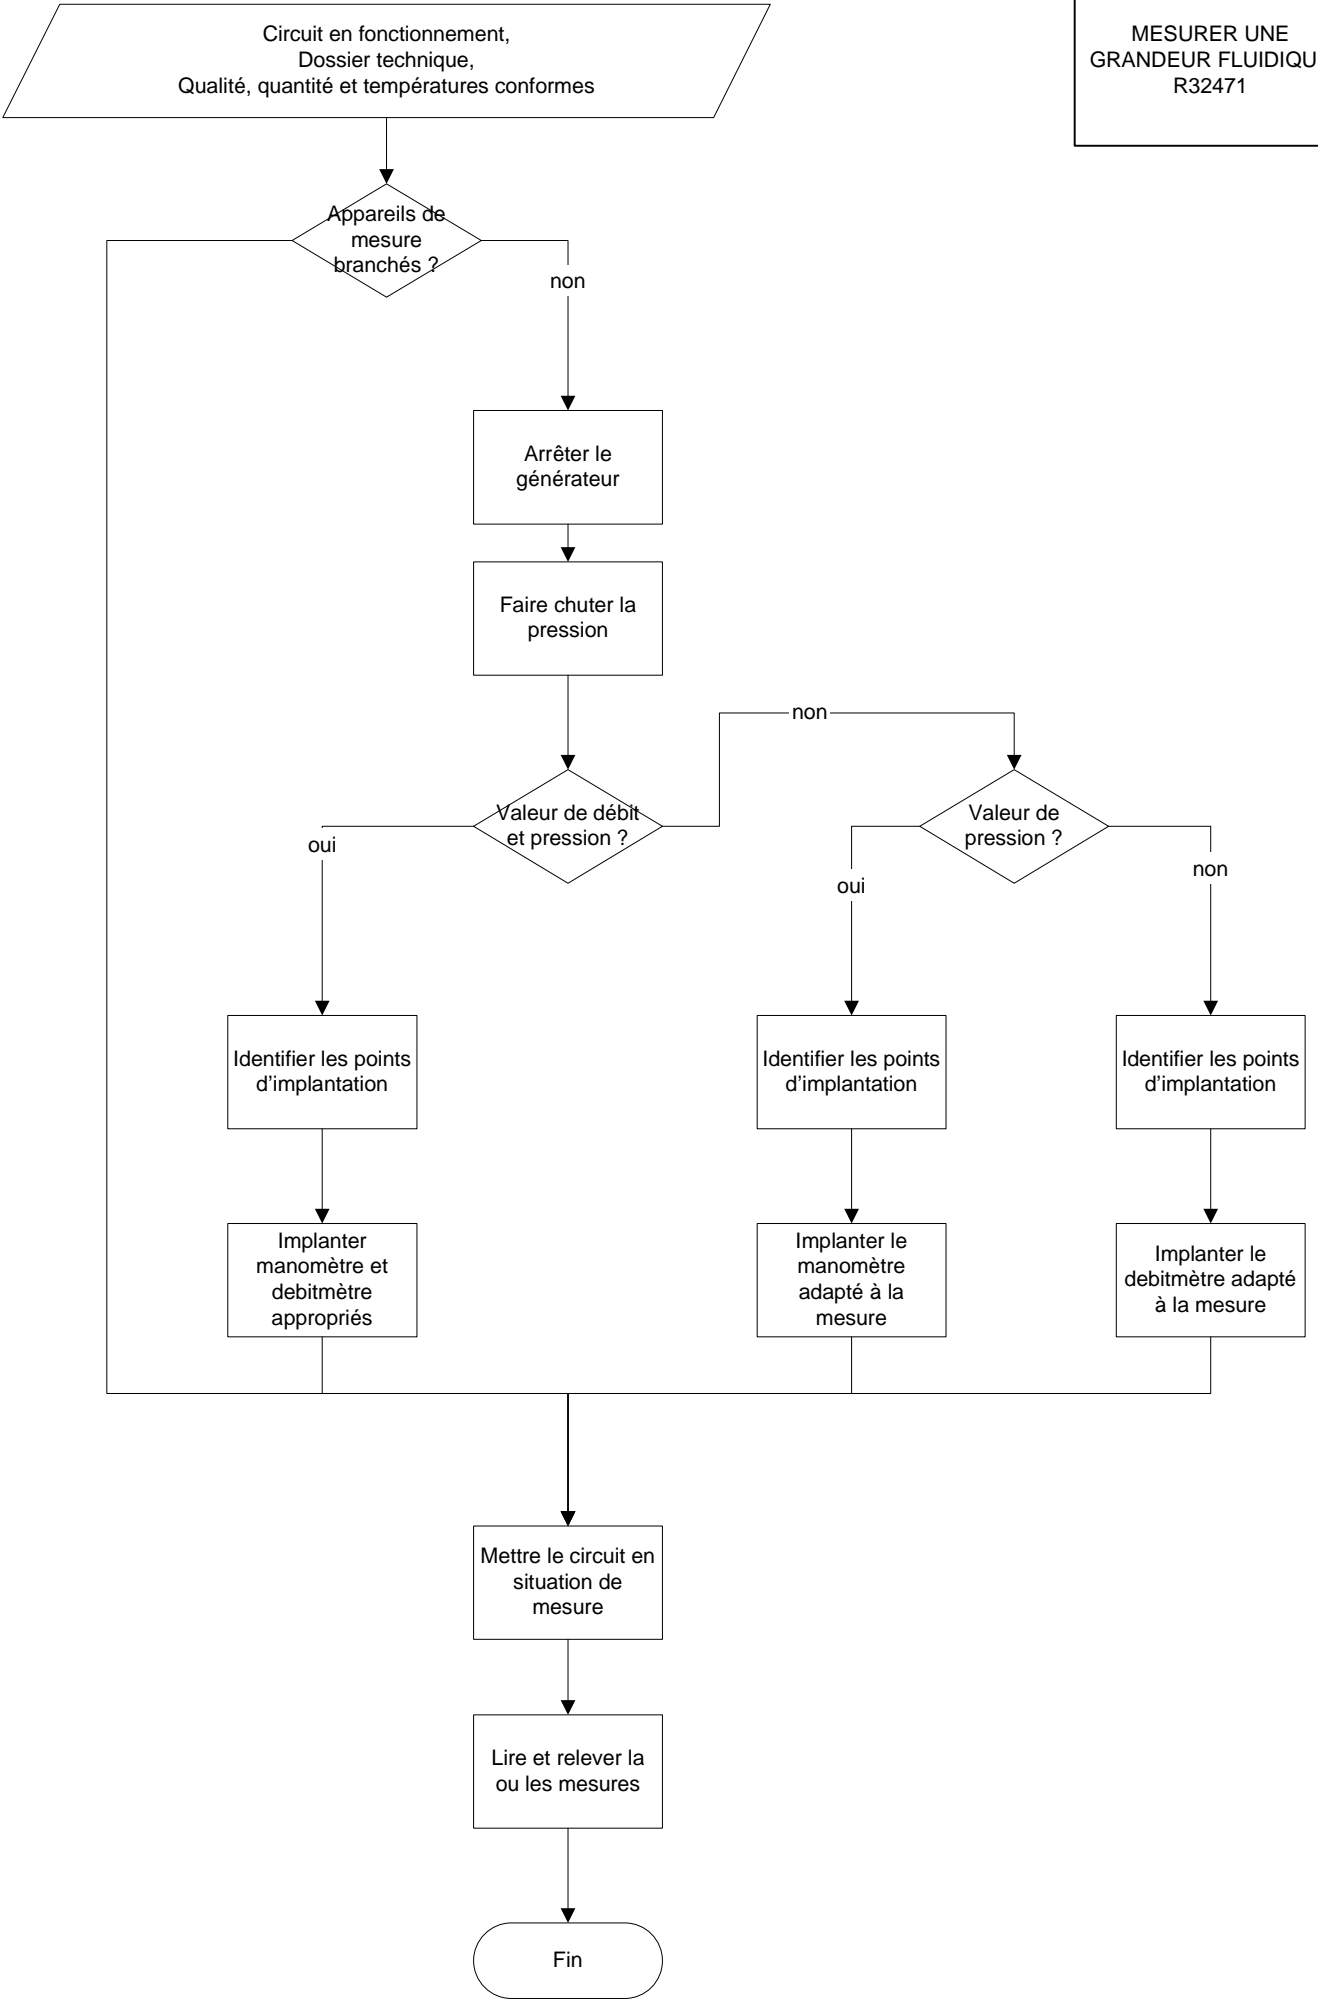 Circuit en fonctionnement,
Dossier technique,
Qualité, quantité et températures conformes
MESURER UNE
GRANDEUR FLUIDIQU
R32471
Appareils de
mesure
branchés ?
non
Arrêter le
générateur
Faire chuter la
pression
non
Valeur de débit
et pression ?
Valeur de
pression ?
oui
oui
non
Identifier les points
d’implantation
Identifier les points
d’implantation
Identifier les points
d’implantation
Implanter
manomètre et
debitmètre
appropriés
Implanter le
manomètre
adapté à la
mesure
Implanter le
debitmètre adapté
à la mesure
Mettre le circuit en
situation de
mesure
Lire et relever la
ou les mesures
Fin